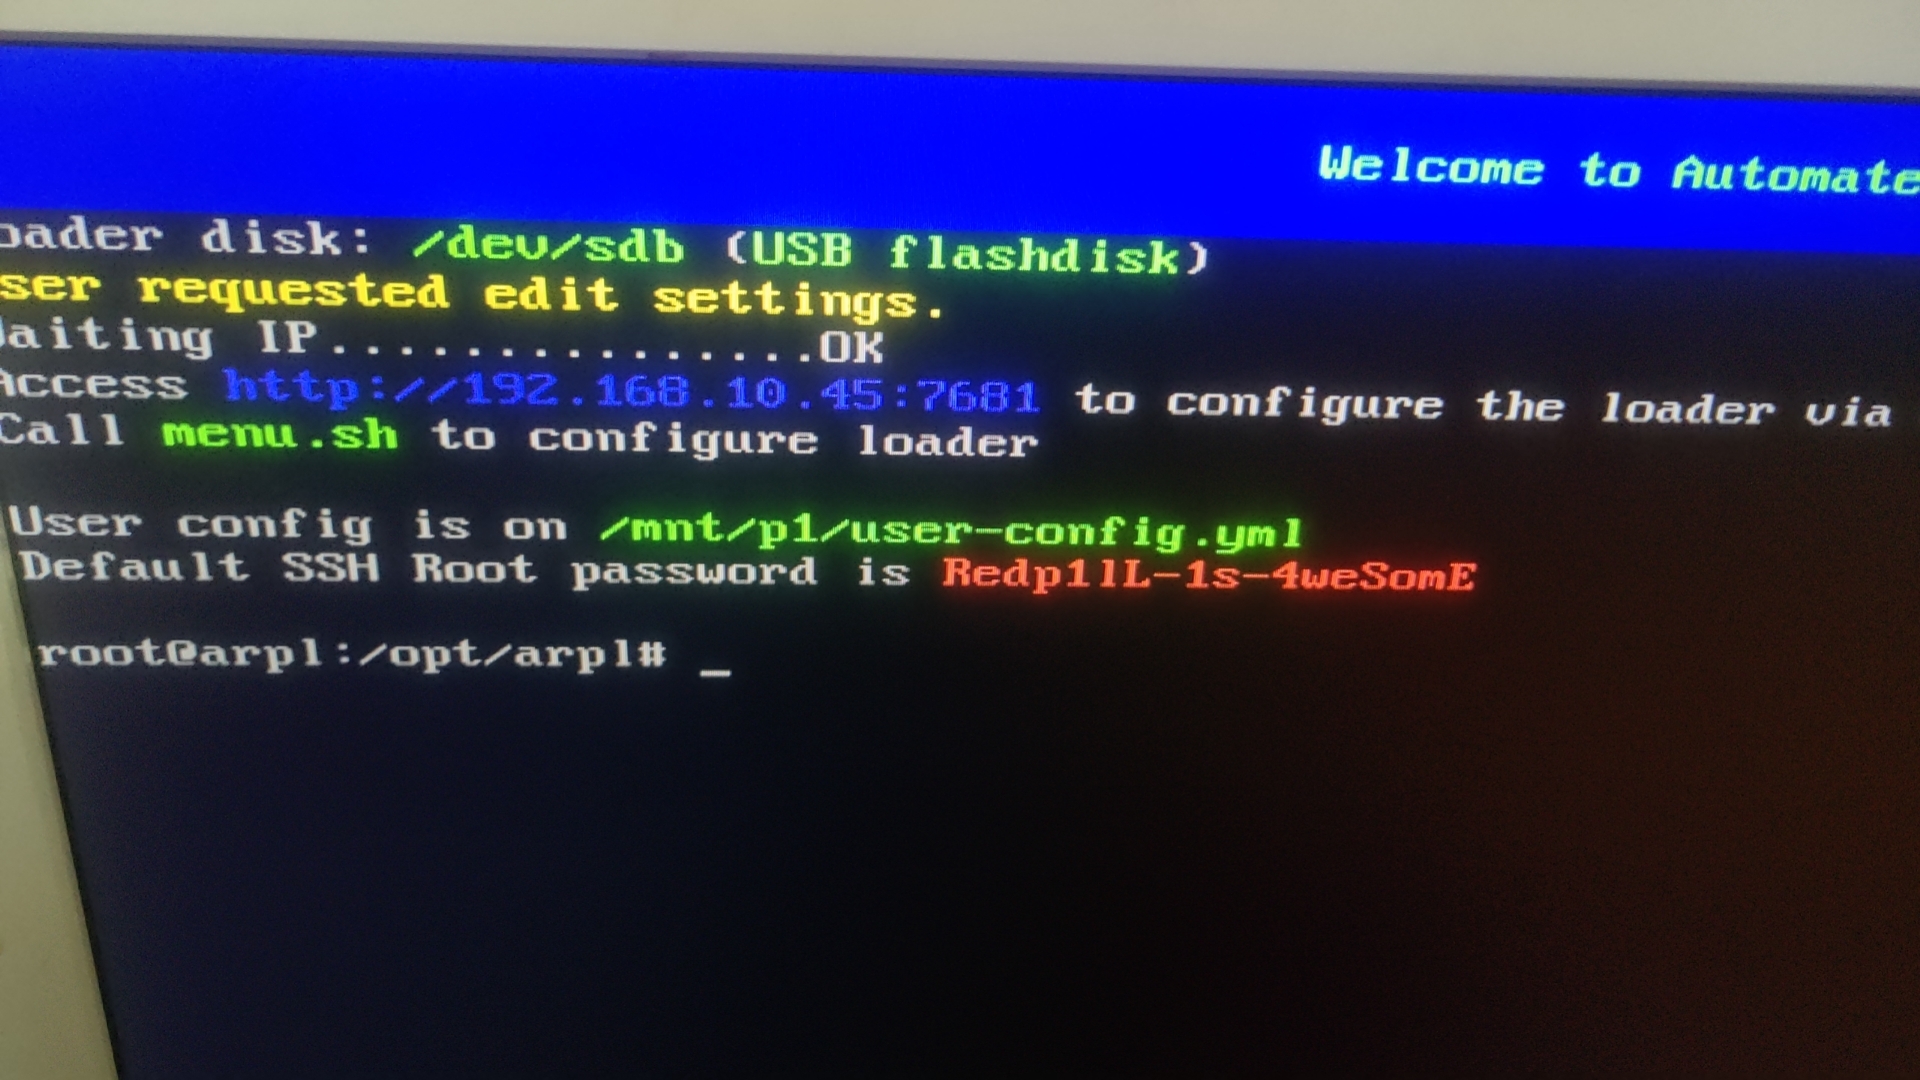 Welcome to Automate
oader disk: /dev/sdb (USB flashdisk)
ser requested edit settings.
Waiting IP................OK
Access http://192.168.10.45:7681 to configure the loader via
Call menu.sh to configure loader
User config is on /mnt/p1/user-config.yml
Default SSH Root password is Redp1lL-1s-4weSomE
root@arpl:/opt/arpl# _